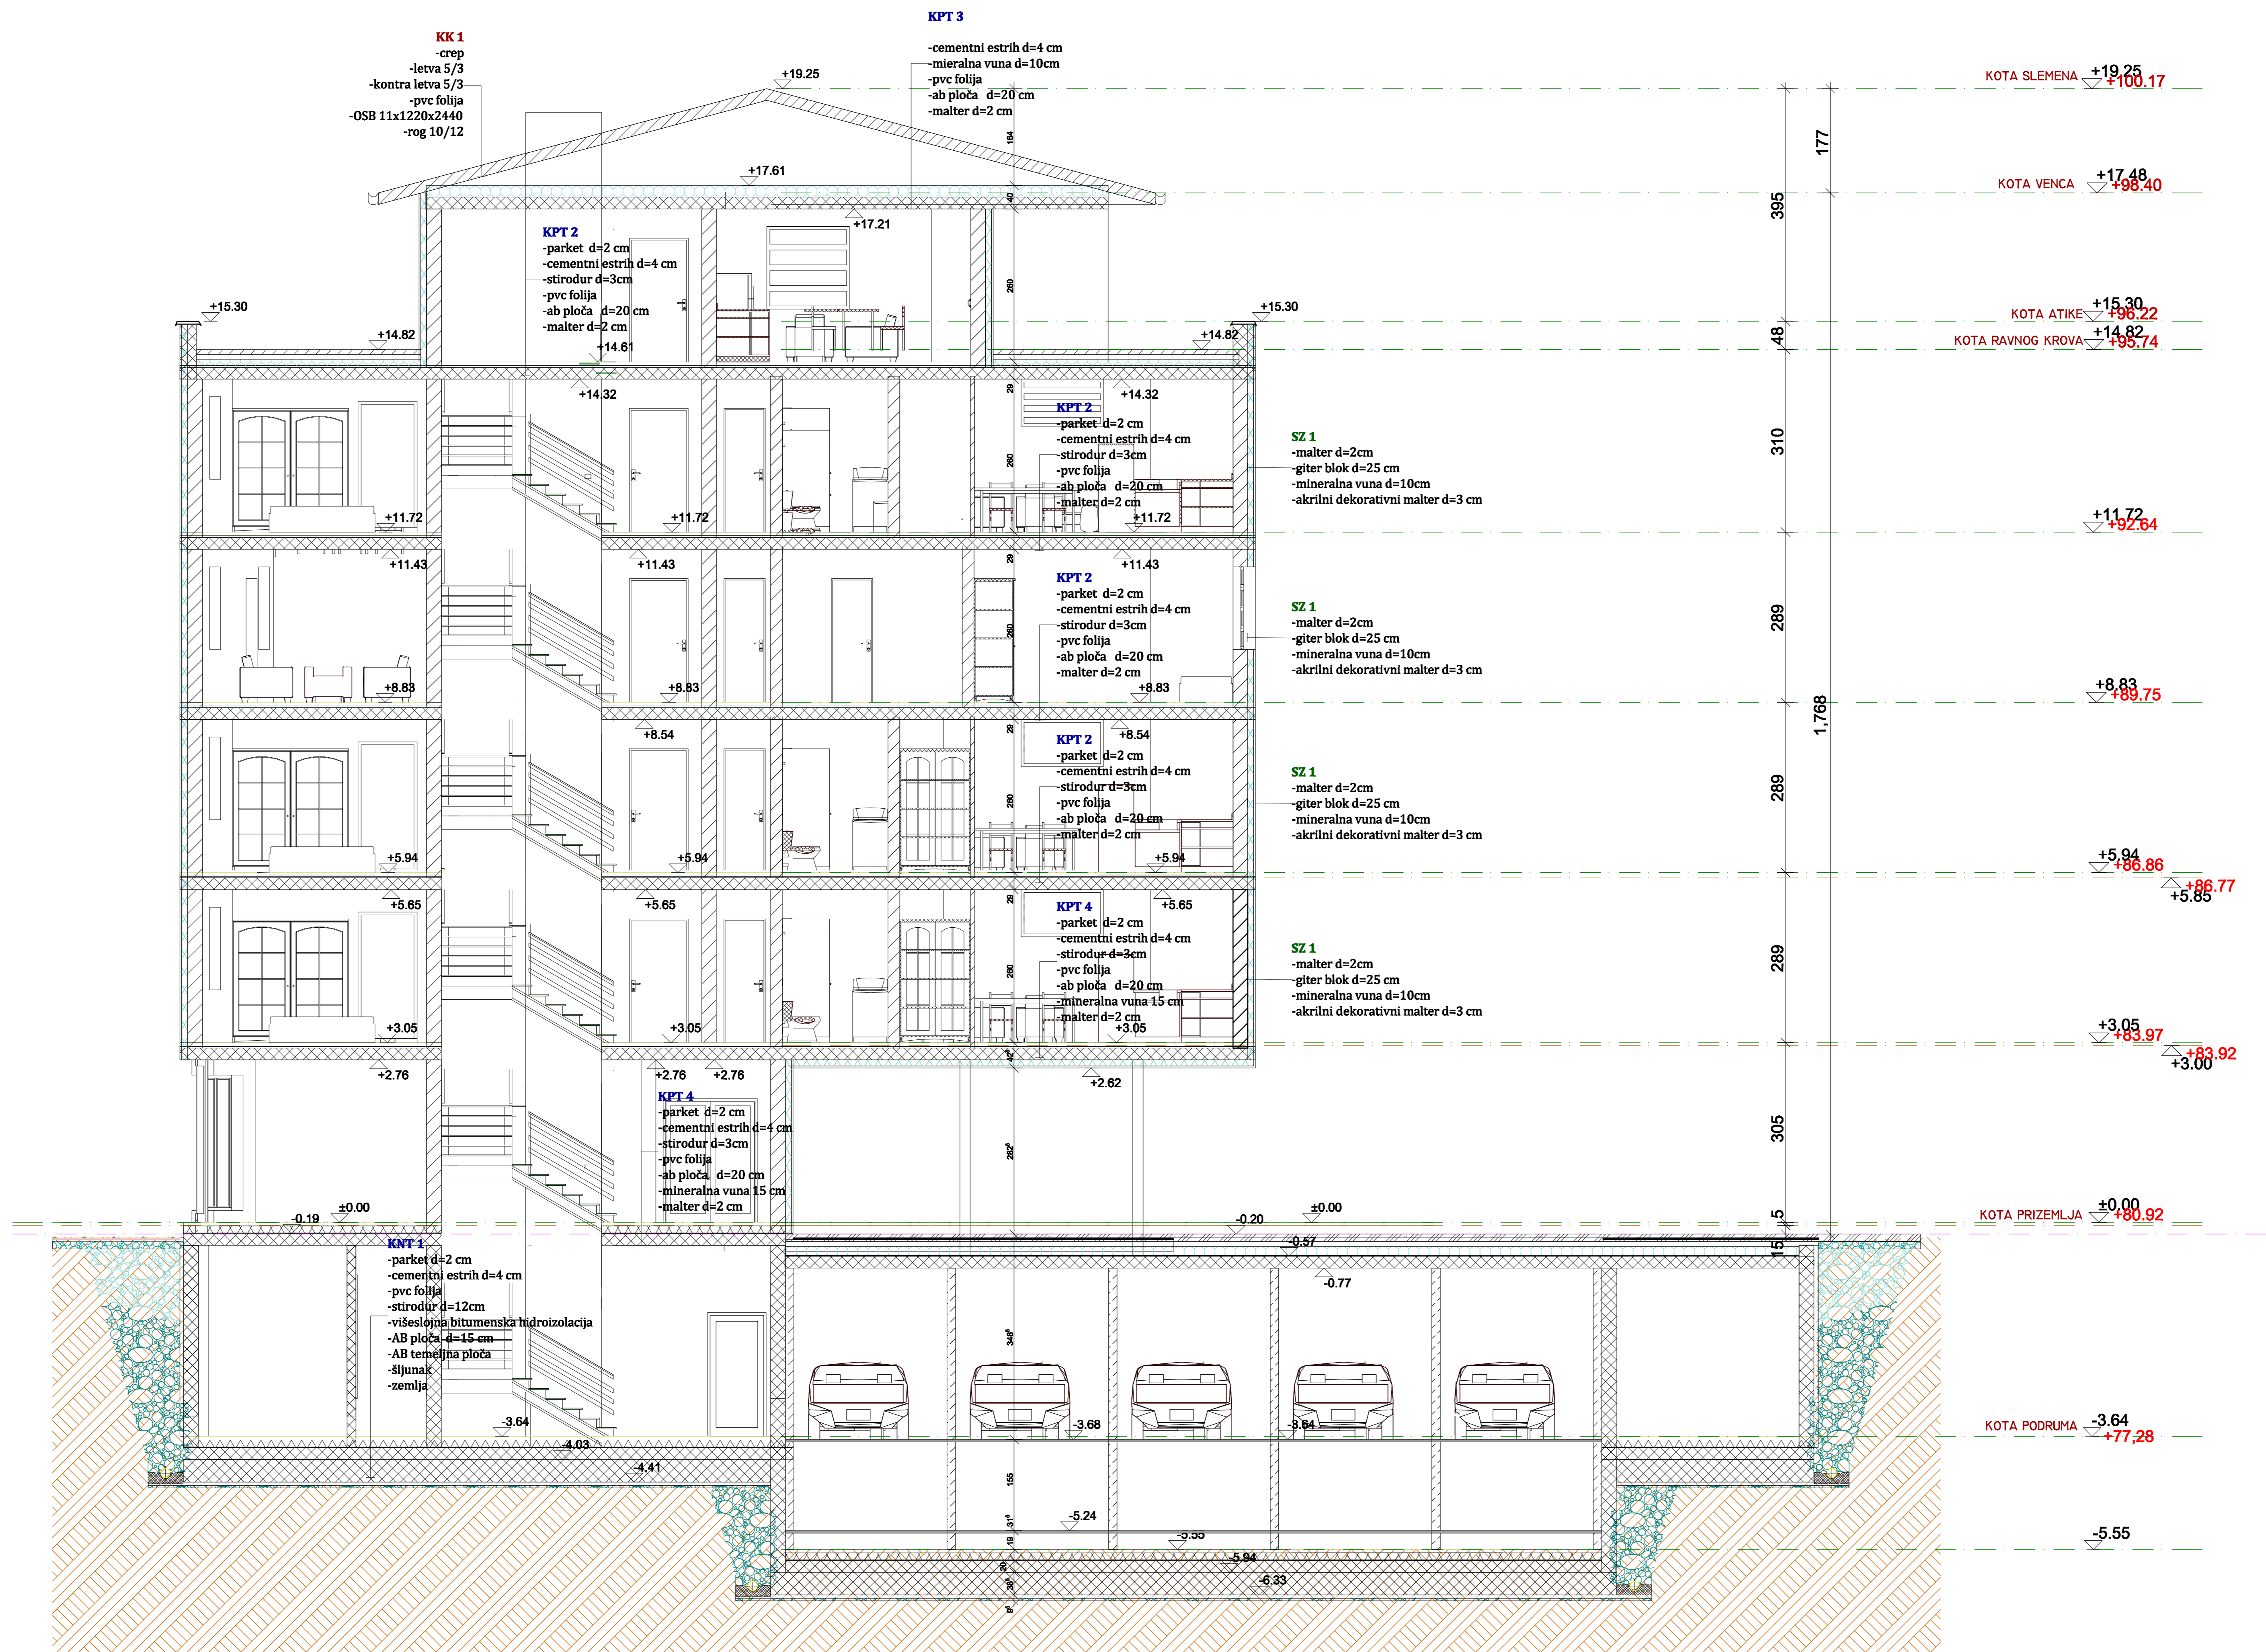 KPT 3
-cementni estrih d=4 cm
-mieralna vuna d=10cm
-pvc folija
-ab ploča d=20 cm
-malter d=2 cm
KK 1
-crep
-letva 5/3
-kontra letva 5/3
-pvc folija
-OSB 11x1220x2440
-rog 10/12
+19.25
164
+17.61
40
+17.21
KPT 2
-parket d=2 cm
-cementni estrih d=4 cm
-stirodur d=3cm
-pvc folija
-ab ploča d=20 cm
-malter d=2 cm
260
+15.30
+15.30
+14.82
+14.82
+14.61
+14.32
29
+14.32
KPT 2
-parket d=2 cm
-cementni estrih d=4 cm
-stirodur d=3cm
-pvc folija
-ab ploča d=20 cm
-malter d=2 cm
260
SZ 1
-malter d=2cm
-giter blok d=25 cm
-mineralna vuna d=10cm
-akrilni dekorativni malter d=3 cm
+11.72
+11.72
+11.72
+11.43
+11.43
29
+11.43
KPT 2
-parket d=2 cm
-cementni estrih d=4 cm
-stirodur d=3cm
-pvc folija
-ab ploča d=20 cm
-malter d=2 cm
260
SZ 1
-malter d=2cm
-giter blok d=25 cm
-mineralna vuna d=10cm
-akrilni dekorativni malter d=3 cm
+8.83
+8.83
+8.83
+8.54
29
+8.54
KPT 2
-parket d=2 cm
-cementni estrih d=4 cm
-stirodur d=3cm
-pvc folija
-ab ploča d=20 cm
-malter d=2 cm
260
SZ 1
-malter d=2cm
-giter blok d=25 cm
-mineralna vuna d=10cm
-akrilni dekorativni malter d=3 cm
+5.94
+5.94
+5.94
+5.65
+5.65
29
+5.65
KPT 4
-parket d=2 cm
-cementni estrih d=4 cm
-stirodur d=3cm
-pvc folija
-ab ploča d=20 cm
-mineralna vuna 15 cm
-malter d=2 cm
260
SZ 1
-malter d=2cm
-giter blok d=25 cm
-mineralna vuna d=10cm
-akrilni dekorativni malter d=3 cm
+3.05
+3.05
+3.05
42⁵
+2.76
+2.76
+2.76
+2.62
KPT 4
-parket d=2 cm
-cementni estrih d=4 cm
-stirodur d=3cm
-pvc folija
-ab ploča d=20 cm
-mineralna vuna 15 cm
-malter d=2 cm
282⁵
-0.19
±0.00
-0.20
±0.00
-0.57
-0.77
KNT 1
-parket d=2 cm
-cementni estrih d=4 cm
-pvc folija
-stirodur d=12cm
-višeslojna bitumenska hidroizolacija
-AB ploča d=15 cm
-AB temeljna ploča
-šljunak
-zemlja
348⁵
-3.64
-3.68
-3.64
-4.03
-4.41
155
31⁵
-5.24
19
-5.55
20
-5.94
38⁵
-6.33
9⁵
KOTA SLEMENA +19.25
+100.17
177
KOTA VENCA +17.48
+98.40
395
KOTA ATIKE +15.30
+96.22
48
KOTA RAVNOG KROVA +14.82
+95.74
310
+11.72
+92.64
289
+8.83
+89.75
1,768
289
+5.94
+86.86
+86.77
+5.85
289
+3.05
+83.97
+83.92
+3.00
305
KOTA PRIZEMLJA ±0.00
+80.92
5
15
KOTA PODRUMA -3.64
+77,28
-5.55